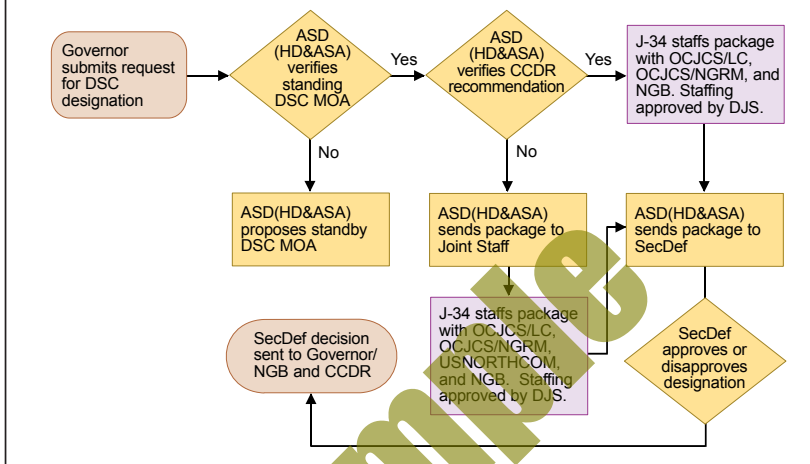 Governor
submits request
for DSC
designation
ASD
(HD&ASA)
verifies
standing
DSC MOA
Yes
ASD
(HD&ASA)
verifies CCDR
recommendation
Yes
J-34 staffs package
with OCJCS/LC,
OCJCS/NGRM, and
NGB. Staffing
approved by DJS.
No
No
ASD(HD&ASA)
proposes standby
DSC MOA
ASD(HD&ASA)
sends package to
Joint Staff
ASD(HD&ASA)
sends package to
SecDef
SecDef decision
sent to Governor/
NGB and CCDR
J-34 staffs package
with OCJCS/LC,
OCJCS/NGRM,
USNORTHCOM,
and NGB.  Staffing
approved by DJS.
SecDef
approves or
disapproves
designation
mple